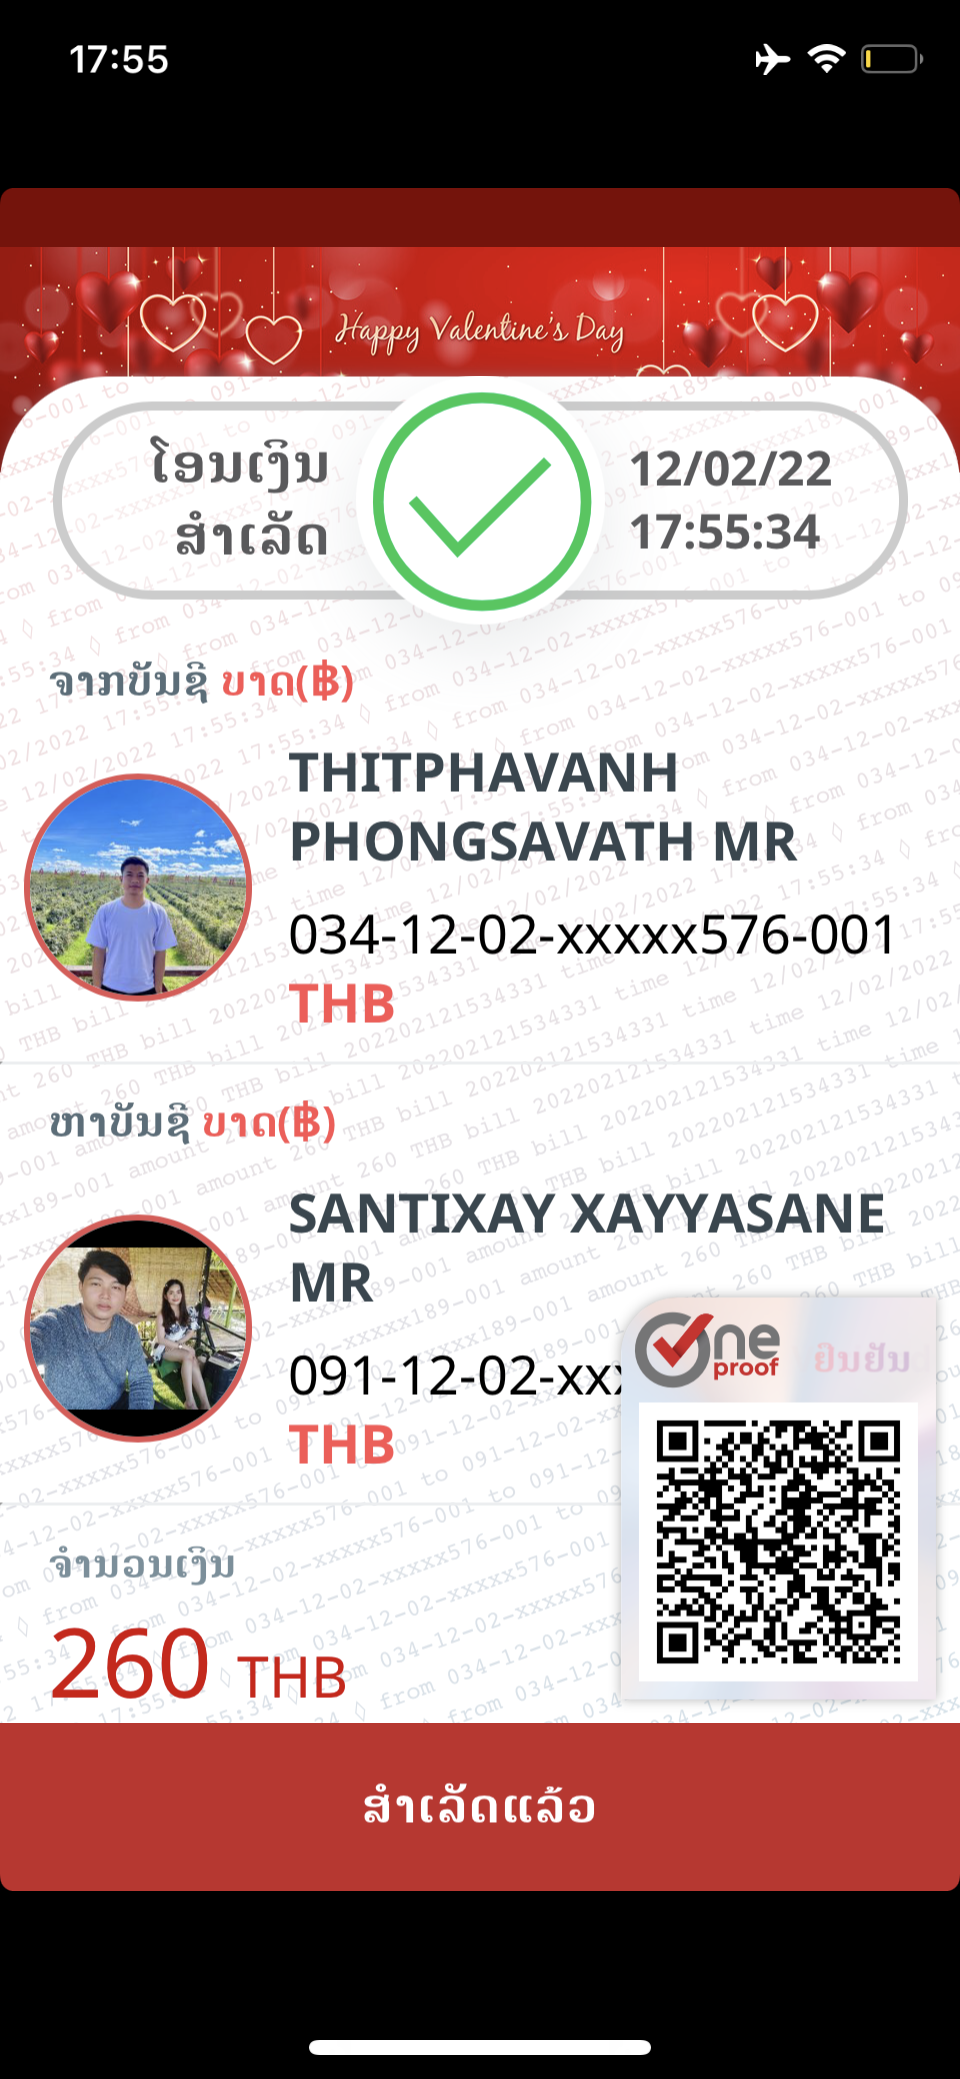 17:55
Happy Valentine's Day
ໂອນເງິນ
ສຳເລັດ
12/02/22
17:55:34
ຈາກບັນຊີ ບາດ(฿)
THITPHAVANH
PHONGSAVATH MR
034-12-02-xxxxx576-001
THB
ຫາບັນຊີ ບາດ(฿)
SANTIXAY XAYYASANE
MR
091-12-02-xxx
THB
One
proof
ຢືນຢັນ
ຈຳນວນເງິນ
260 THB
ສຳເລັດແລ້ວ